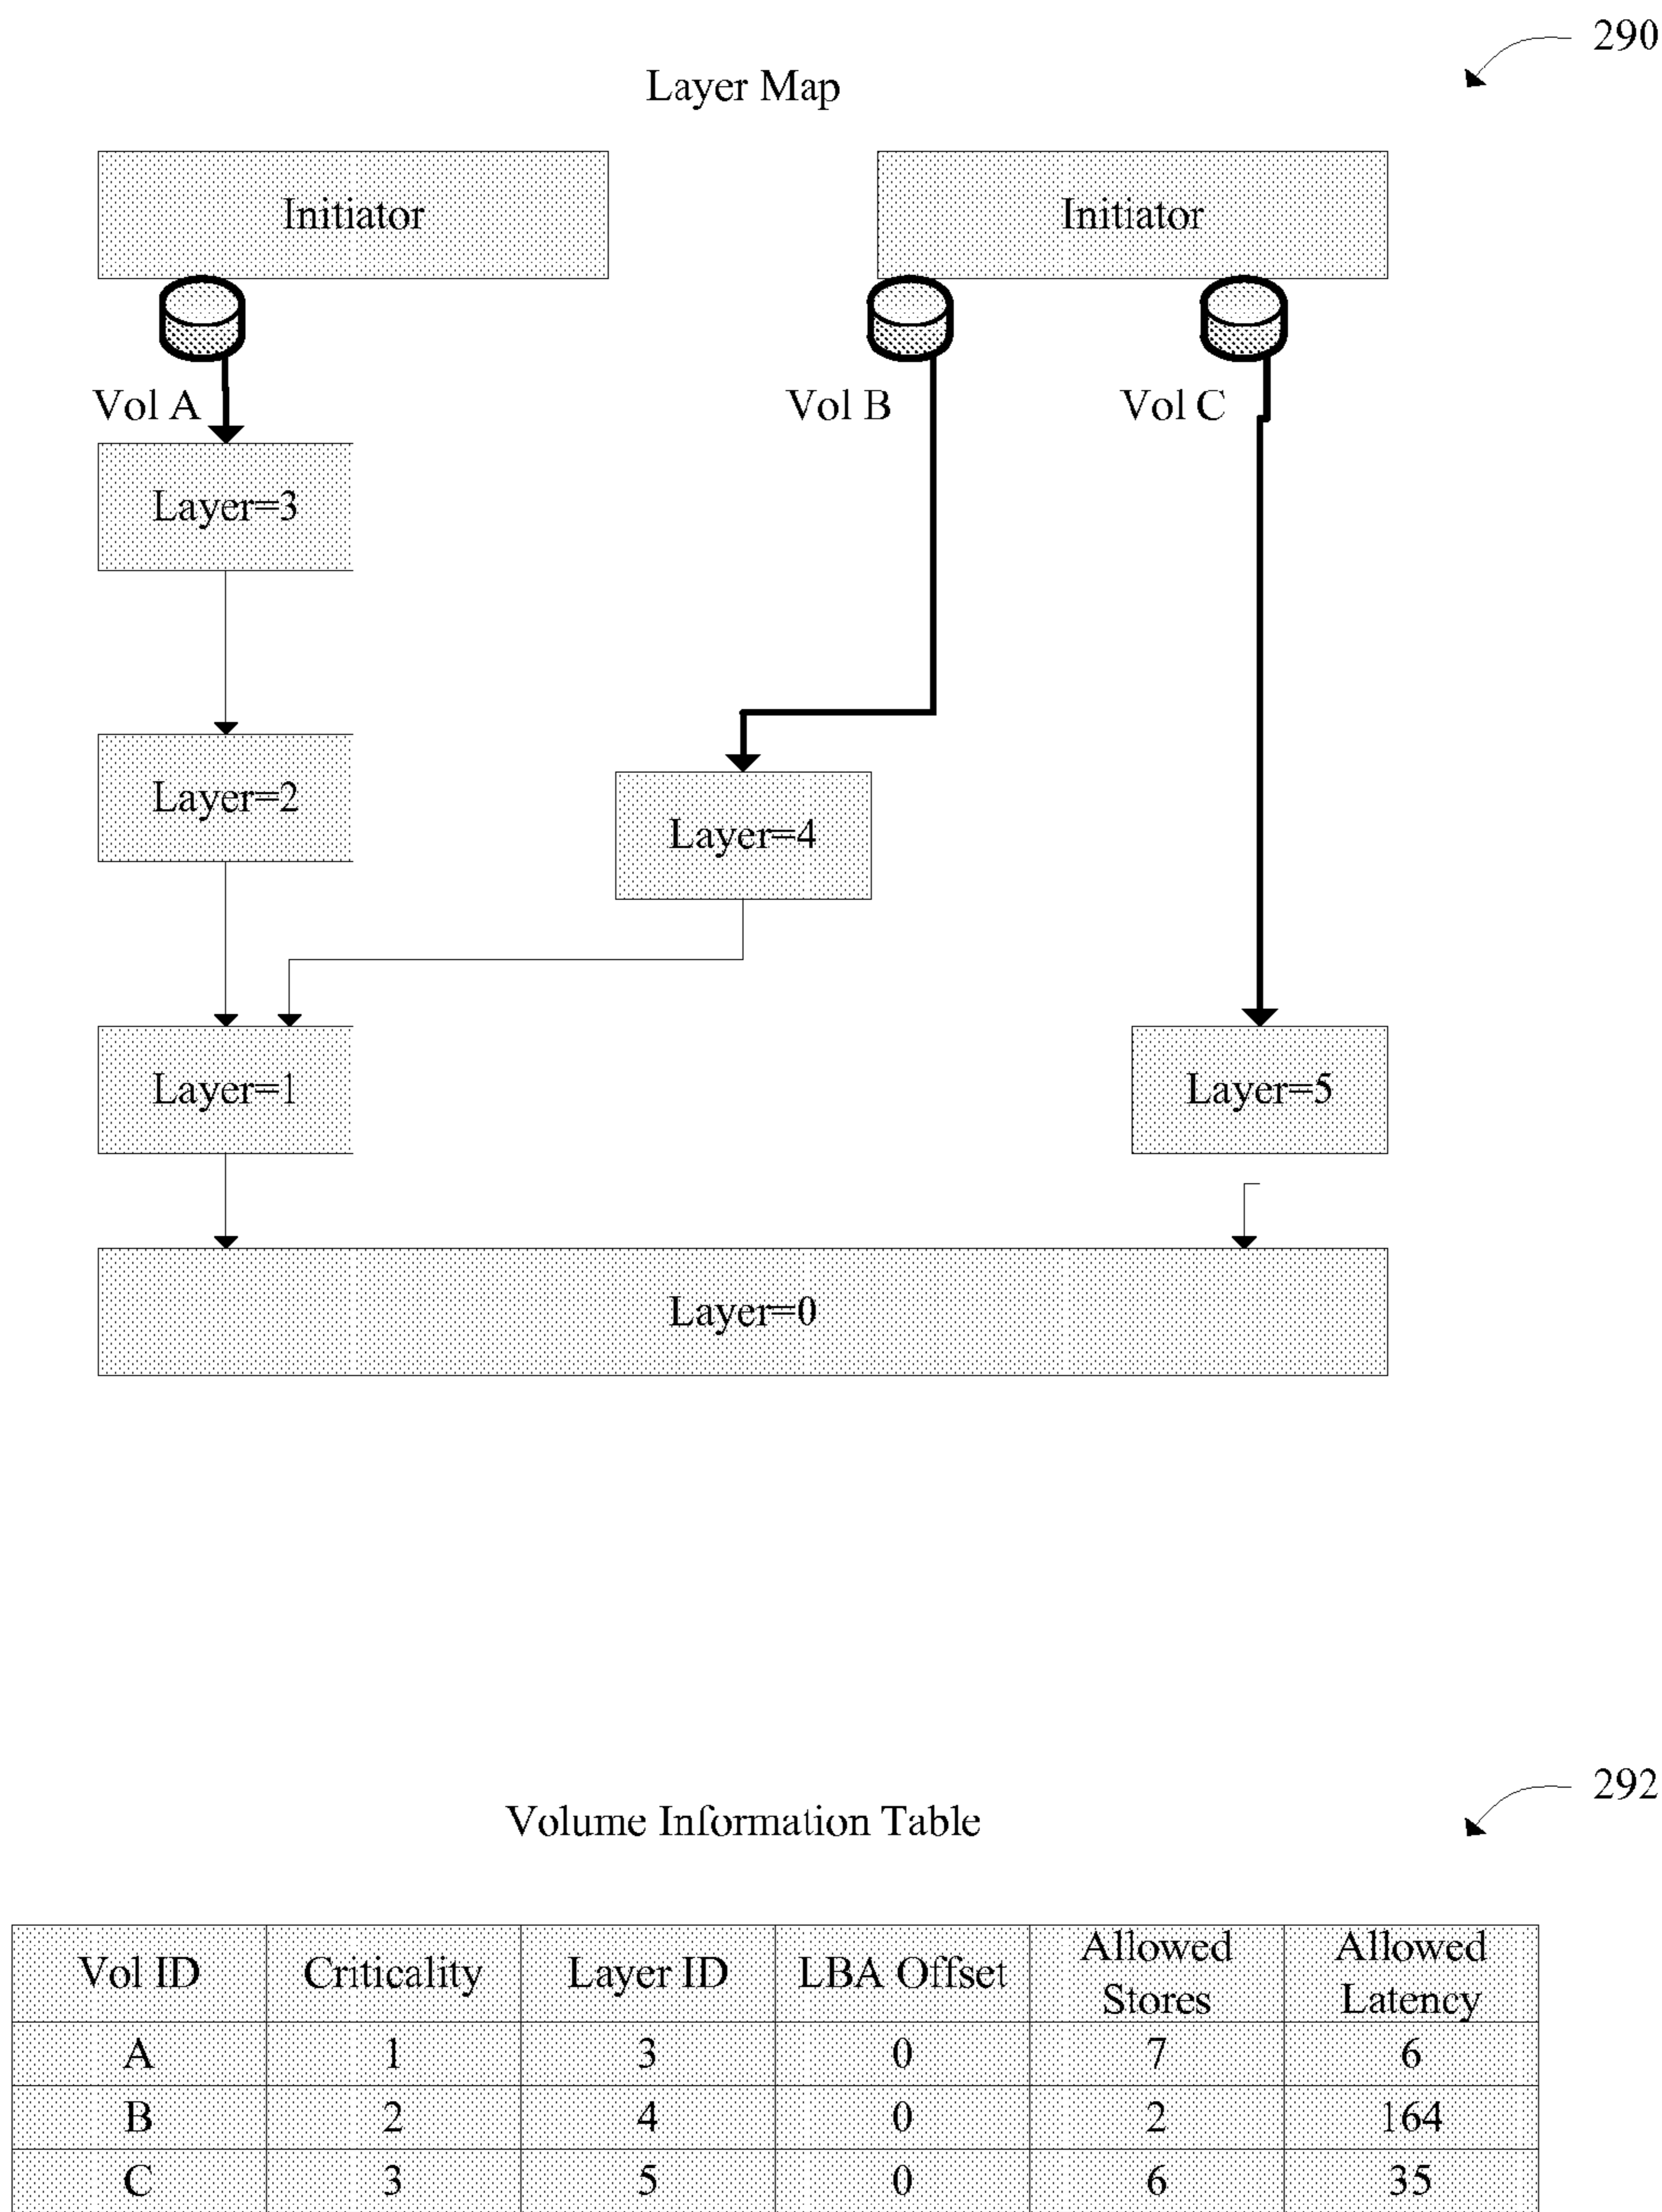 290
Layer Map
Initiator
Initiator
Vol A
Vol B
Vol C
Layer=3
Layer=2
Layer=4
Layer=1
Layer=5
Layer=0
292
Volume Information Table
Vol ID Criticality Layer ID LBA Offset Allowed Stores Allowed Latency
A 1 3 0 7 6
B 2 4 0 2 164
C 3 5 0 6 35